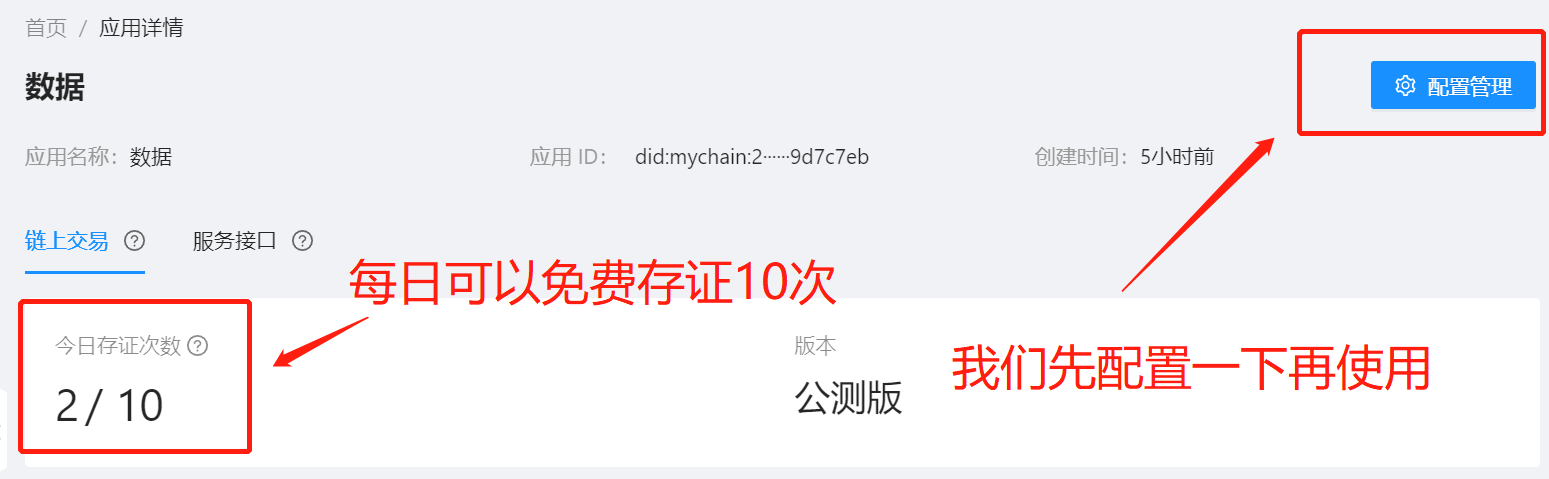 首页 / 应用详情
数据
配置管理
应用名称: 数据
应用 ID: did:mychain:2······9d7c7eb
创建时间: 5小时前
链上交易 ? 服务接口 ?
每日可以免费存证10次
今日存证次数 ?
2 / 10
版本
公测版
我们先配置一下再使用